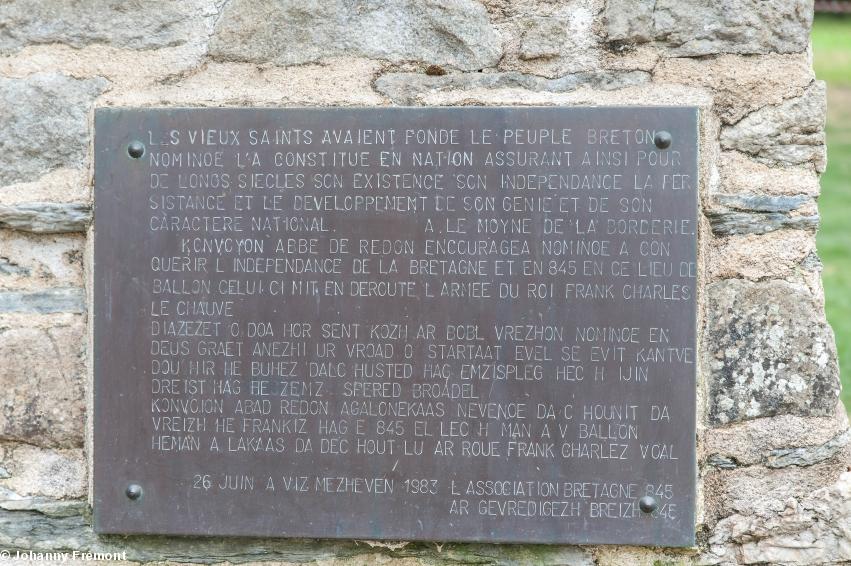 LES VIEUX SAINTS AVAIENT FONDE LE PEUPLE BRETON
NOMINOE L'A CONSTITUE EN NATION ASSURANT AINSI POUR
DE LONGS SIECLES SON EXISTENCE SON INDEPENDANCE LA PER
SISTANCE ET LE DEVELOPPEMENT DE SON GENIE ET DE SON
CARACTERE NATIONAL. A. LE MOYNE DE LA BORDERIE
KONVOYON ABBE DE REDON ENCOURAGEA NOMINOE A CON
QUERIR L INDEPENDANCE DE LA BRETAGNE ET EN 845 EN CE LIEU DE
BALLON CELUI CI MIT EN DEROUTE L ARMEE DU ROI FRANK CHARLES
LE CHAUVE
DIAZEZET O DOA HOR SENT KOZH AR BOBL VREZHON NOMINOE EN
DEUS GRAET ANEZHI UR VROAD O STARTAAT EVEL SE EVIT KANTVE
DOU HIR HE BUHEZ DALC HUSTED HAG EMZISPLEG HEC H IJIN
DREIST HAG HE ZEMZ SPERED BROADEL
KONVOION ABAD REDON AGALONEKAAS NEVENOE DA C HOUNIT DA
VREIZH HE FRANKIZ HAG E 845 EL LEC H MAN A V BALLON
HEMAN A LAKAAS DA DEC HOUT LU AR ROUE FRANK CHARLEZ VOAL
26 JUIN A VIZ MEZHEVEN 1983 L ASSOCIATION BRETAGNE 845
AR GEVREDIGEZH BREIZH 845
© Johanny Fremont